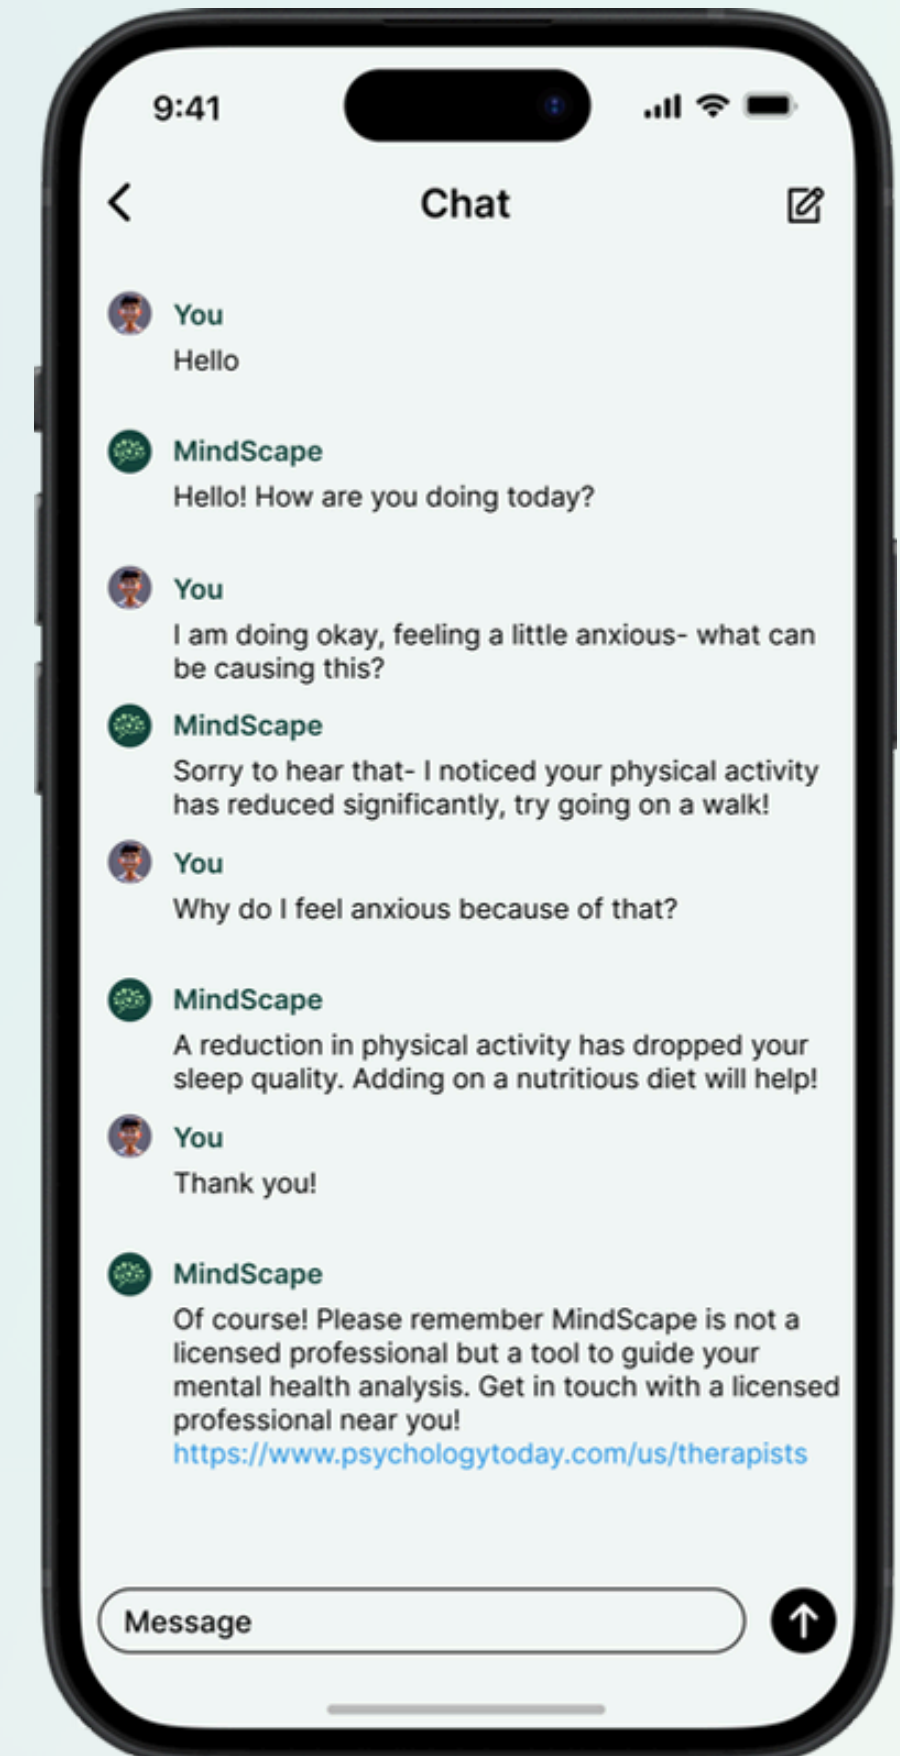 9:41
Chat
You
Hello
MindScape
Hello! How are you doing today?
You
I am doing okay, feeling a little anxious- what can
be causing this?
MindScape
Sorry to hear that- I noticed your physical activity
has reduced significantly, try going on a walk!
You
Why do I feel anxious because of that?
MindScape
A reduction in physical activity has dropped your
sleep quality. Adding on a nutritious diet will help!
You
Thank you!
MindScape
Of course! Please remember MindScape is not a
licensed professional but a tool to guide your
mental health analysis. Get in touch with a licensed
professional near you!
https://www.psychologytoday.com/us/therapists
Message